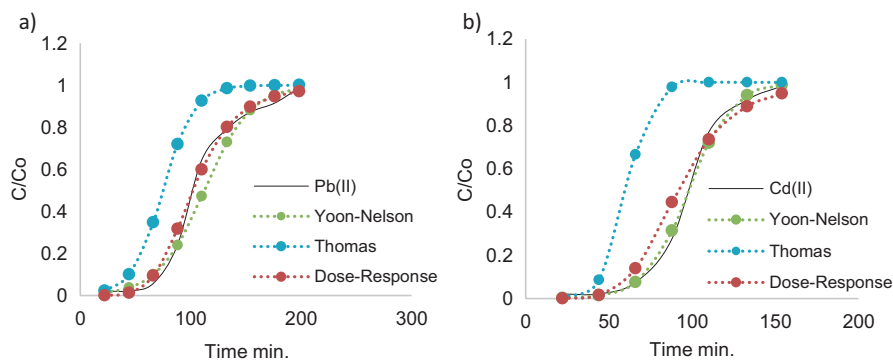 a)
1.2
1
0.8
0.6
0.4
0.2
0
C/Co
0
100
200
300
Time min.
Pb(II)
Yoon-Nelson
Thomas
Dose-Response
b)
1.2
1
0.8
0.6
0.4
0.2
0
C/Co
0
50
100
150
200
Time min.
Cd(II)
Yoon-Nelson
Thomas
Dose-Response